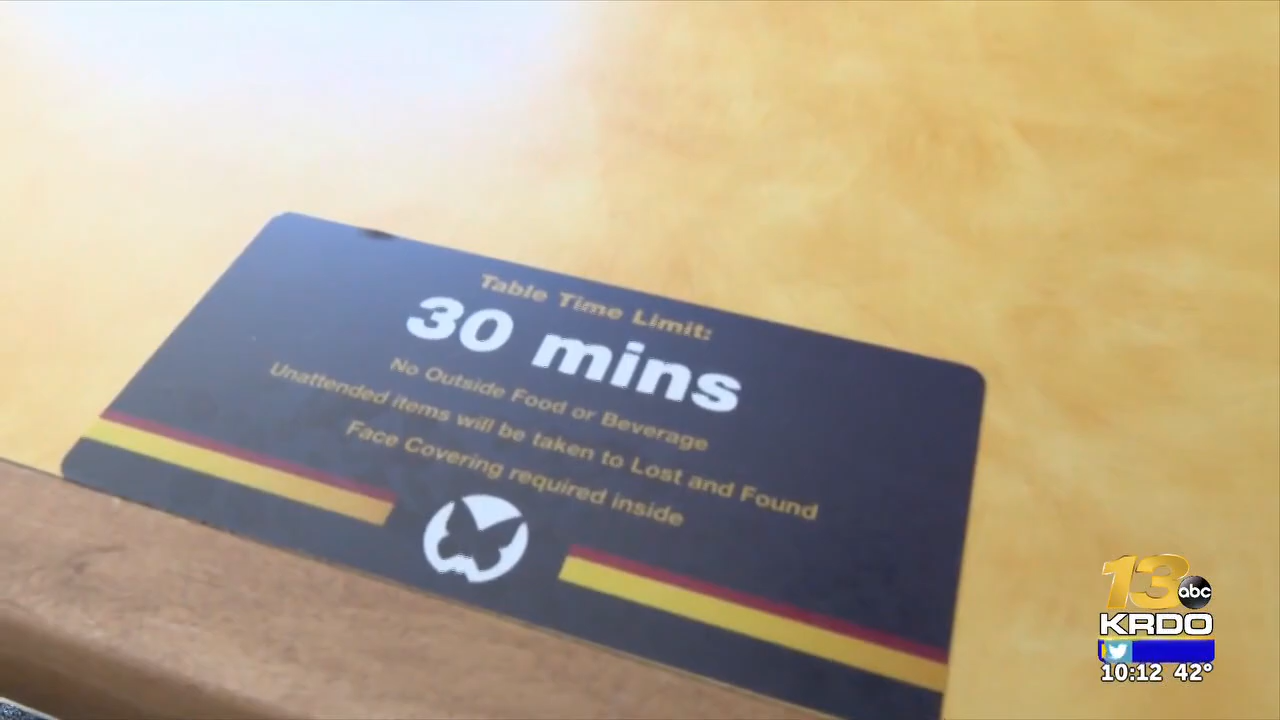 Table Time Limit:
30 mins
No Outside Food or Beverage
Unattended items will be taken to Lost and Found
Face Covering required inside
13 abc
KRDO
10:12 42°